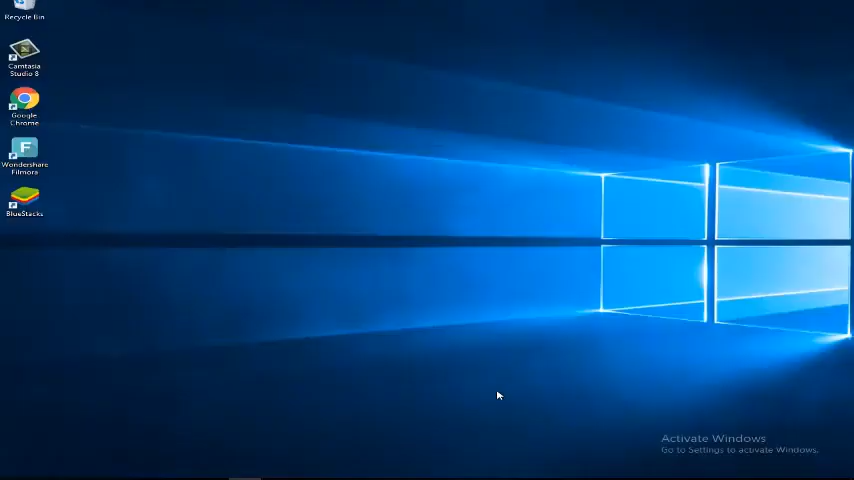 Recycle Bin
Camtasia
Studio 8
Google
Chrome
Wondershare
Filmora
BlueStacks
Activate Windows
Go to Settings to activate Windows.